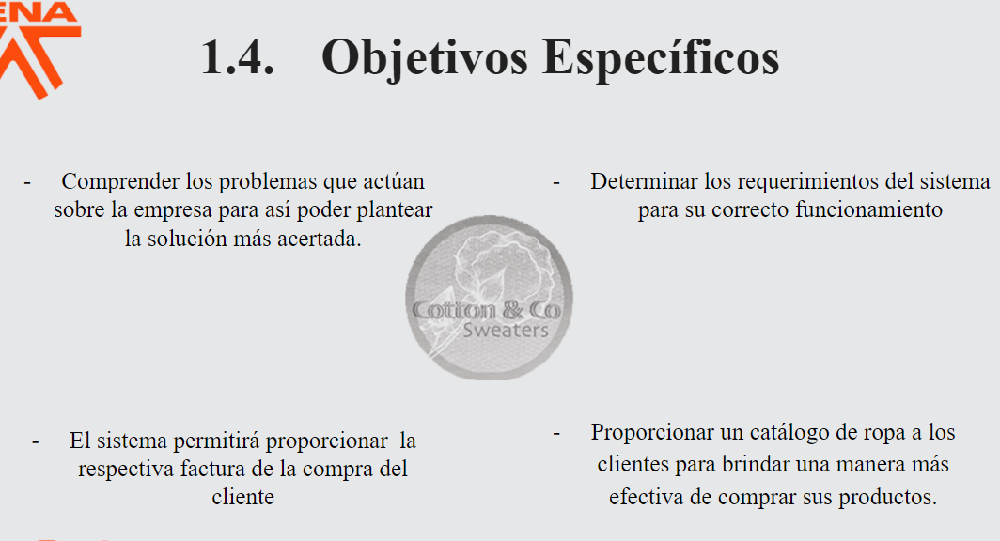 ENA
1.4. Objetivos Específicos
- Comprender los problemas que actúan
sobre la empresa para así poder plantear
la solución más acertada.
- Determinar los requerimientos del sistema
para su correcto funcionamiento
Cotton & Co
Sweaters
- El sistema permitirá proporcionar la
respectiva factura de la compra del
cliente
- Proporcionar un catálogo de ropa a los
clientes para brindar una manera más
efectiva de comprar sus productos.